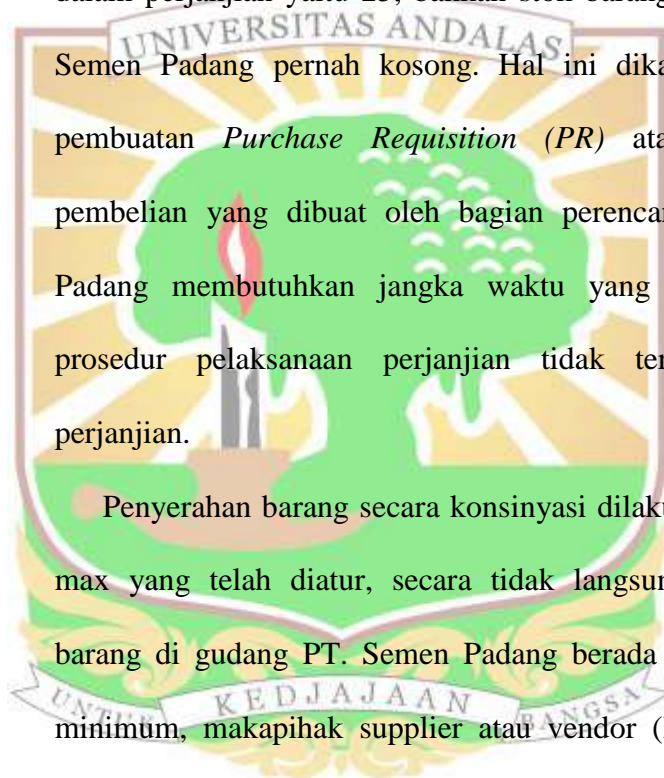 dalam perjanjian yaitu 25, bahkan stok barang
UNIVERSITAS ANDALAS
Semen Padang pernah kosong. Hal ini dika
pembuatan Purchase Requisition (PR) ata
pembelian yang dibuat oleh bagian perencan
Padang membutuhkan jangka waktu yang
prosedur pelaksanaan perjanjian tidak ter
perjanjian.
Penyerahan barang secara konsinyasi dilaku
max yang telah diatur, secara tidak langsun
barang di gudang PT. Semen Padang berada
UNTUK KEDJAJAAN BANGSA
minimum, makapihak supplier atau vendor (